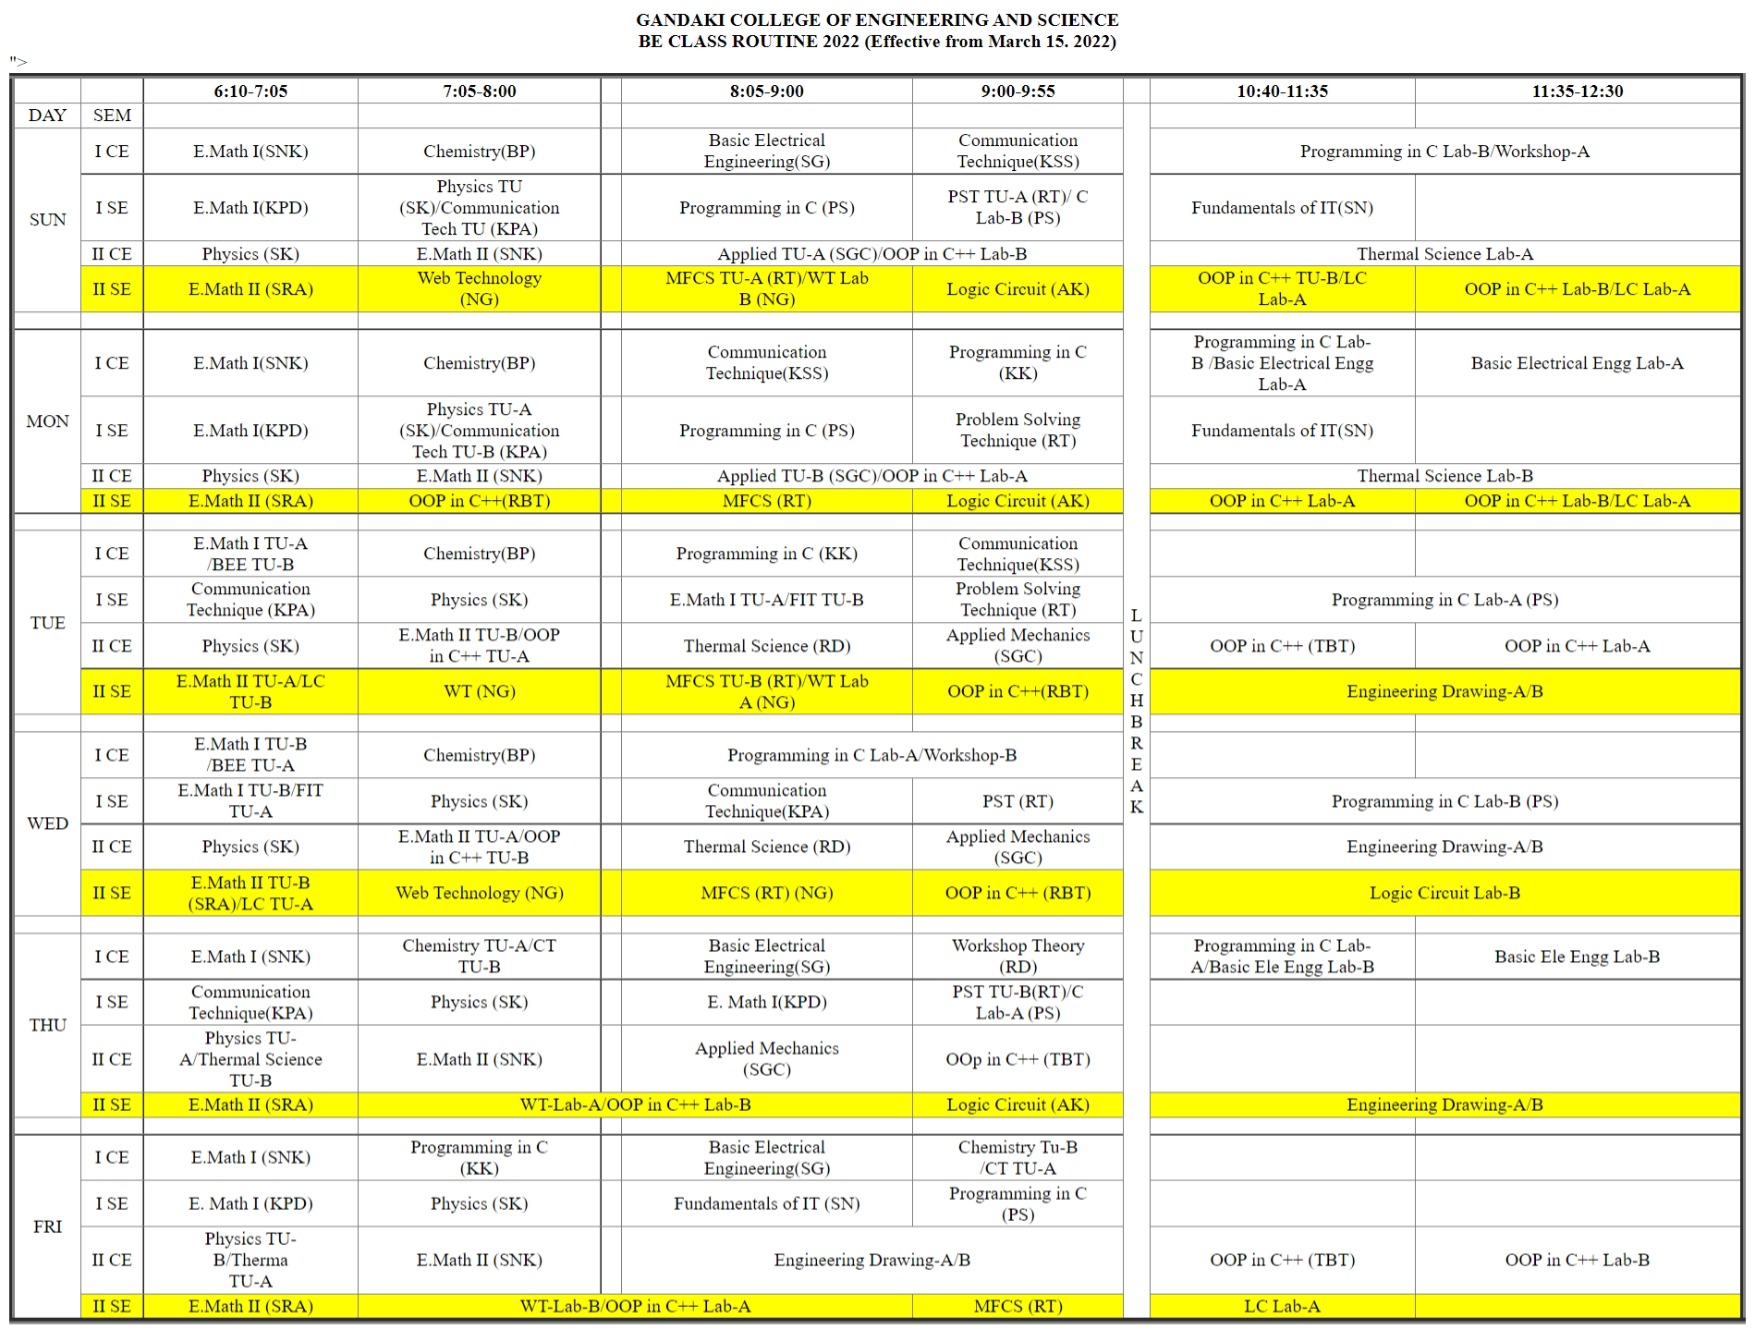 GANDAKI COLLEGE OF ENGINEERING AND SCIENCE
BE CLASS ROUTINE 2022 (Effective from March 15. 2022)
">
6:10-7:05 7:05-8:00 8:05-9:00 9:00-9:55 10:40-11:35 11:35-12:30
DAY SEM
LUNCHBREAK
SUN
I CE
E.Math I(SNK)
Chemistry(BP)
Basic Electrical
Engineering(SG)
Communication
Technique(KSS)
Programming in C Lab-B/Workshop-A
I SE
E.Math I(KPD)
Physics TU
(SK)/Communication
Tech TU (KPA)
Programming in C (PS)
PST TU-A (RT)/ C
Lab-B (PS)
Fundamentals of IT(SN)
II CE
Physics (SK)
E.Math II (SNK)
Applied TU-A (SGC)/OOP in C++ Lab-B
Thermal Science Lab-A
II SE
E.Math II (SRA)
Web Technology
(NG)
MFCS TU-A (RT)/WT Lab
B (NG)
Logic Circuit (AK)
OOP in C++ TU-B/LC
Lab-A
OOP in C++ Lab-B/LC Lab-A
MON
I CE
E.Math I(SNK)
Chemistry(BP)
Communication
Technique(KSS)
Programming in C
(KK)
Programming in C Lab-
B /Basic Electrical Engg
Lab-A
Basic Electrical Engg Lab-A
I SE
E.Math I(KPD)
Physics TU-A
(SK)/Communication
Tech TU-B (KPA)
Programming in C (PS)
Problem Solving
Technique (RT)
Fundamentals of IT(SN)
II CE
Physics (SK)
E.Math II (SNK)
Applied TU-B (SGC)/OOP in C++ Lab-A
Thermal Science Lab-B
II SE
E.Math II (SRA)
OOP in C++(RBT)
MFCS (RT)
Logic Circuit (AK)
OOP in C++ Lab-A
OOP in C++ Lab-B/LC Lab-A
TUE
I CE
E.Math I TU-A
/BEE TU-B
Chemistry(BP)
Programming in C (KK)
Communication
Technique(KSS)
I SE
Communication
Technique (KPA)
Physics (SK)
E.Math I TU-A/FIT TU-B
Problem Solving
Technique (RT)
Programming in C Lab-A (PS)
II CE
Physics (SK)
E.Math II TU-B/OOP
in C++ TU-A
Thermal Science (RD)
Applied Mechanics
(SGC)
OOP in C++ (TBT)
OOP in C++ Lab-A
II SE
E.Math II TU-A/LC
TU-B
WT (NG)
MFCS TU-B (RT)/WT Lab
A (NG)
OOP in C++(RBT)
Engineering Drawing-A/B
WED
I CE
E.Math I TU-B
/BEE TU-A
Chemistry(BP)
Programming in C Lab-A/Workshop-B
I SE
E.Math I TU-B/FIT
TU-A
Physics (SK)
Communication
Technique(KPA)
PST (RT)
Programming in C Lab-B (PS)
II CE
Physics (SK)
E.Math II TU-A/OOP
in C++ TU-B
Thermal Science (RD)
Applied Mechanics
(SGC)
Engineering Drawing-A/B
II SE
E.Math II TU-B
(SRA)/LC TU-A
Web Technology (NG)
MFCS (RT) (NG)
OOP in C++ (RBT)
Logic Circuit Lab-B
THU
I CE
E.Math I (SNK)
Chemistry TU-A/CT
TU-B
Basic Electrical
Engineering(SG)
Workshop Theory
(RD)
Programming in C Lab-
A/Basic Ele Engg Lab-B
Basic Ele Engg Lab-B
I SE
Communication
Technique(KPA)
Physics (SK)
E. Math I(KPD)
PST TU-B(RT)/C
Lab-A (PS)
II CE
Physics TU-
A/Thermal Science
TU-B
E.Math II (SNK)
Applied Mechanics
(SGC)
OOp in C++ (TBT)
II SE
E.Math II (SRA)
WT-Lab-A/OOP in C++ Lab-B
Logic Circuit (AK)
Engineering Drawing-A/B
FRI
I CE
E.Math I (SNK)
Programming in C
(KK)
Basic Electrical
Engineering(SG)
Chemistry Tu-B
/CT TU-A
I SE
E. Math I (KPD)
Physics (SK)
Fundamentals of IT (SN)
Programming in C
(PS)
II CE
Physics TU-
B/Therma
TU-A
E.Math II (SNK)
Engineering Drawing-A/B
OOP in C++ (TBT)
OOP in C++ Lab-B
II SE
E.Math II (SRA)
WT-Lab-B/OOP in C++ Lab-A
MFCS (RT)
LC Lab-A